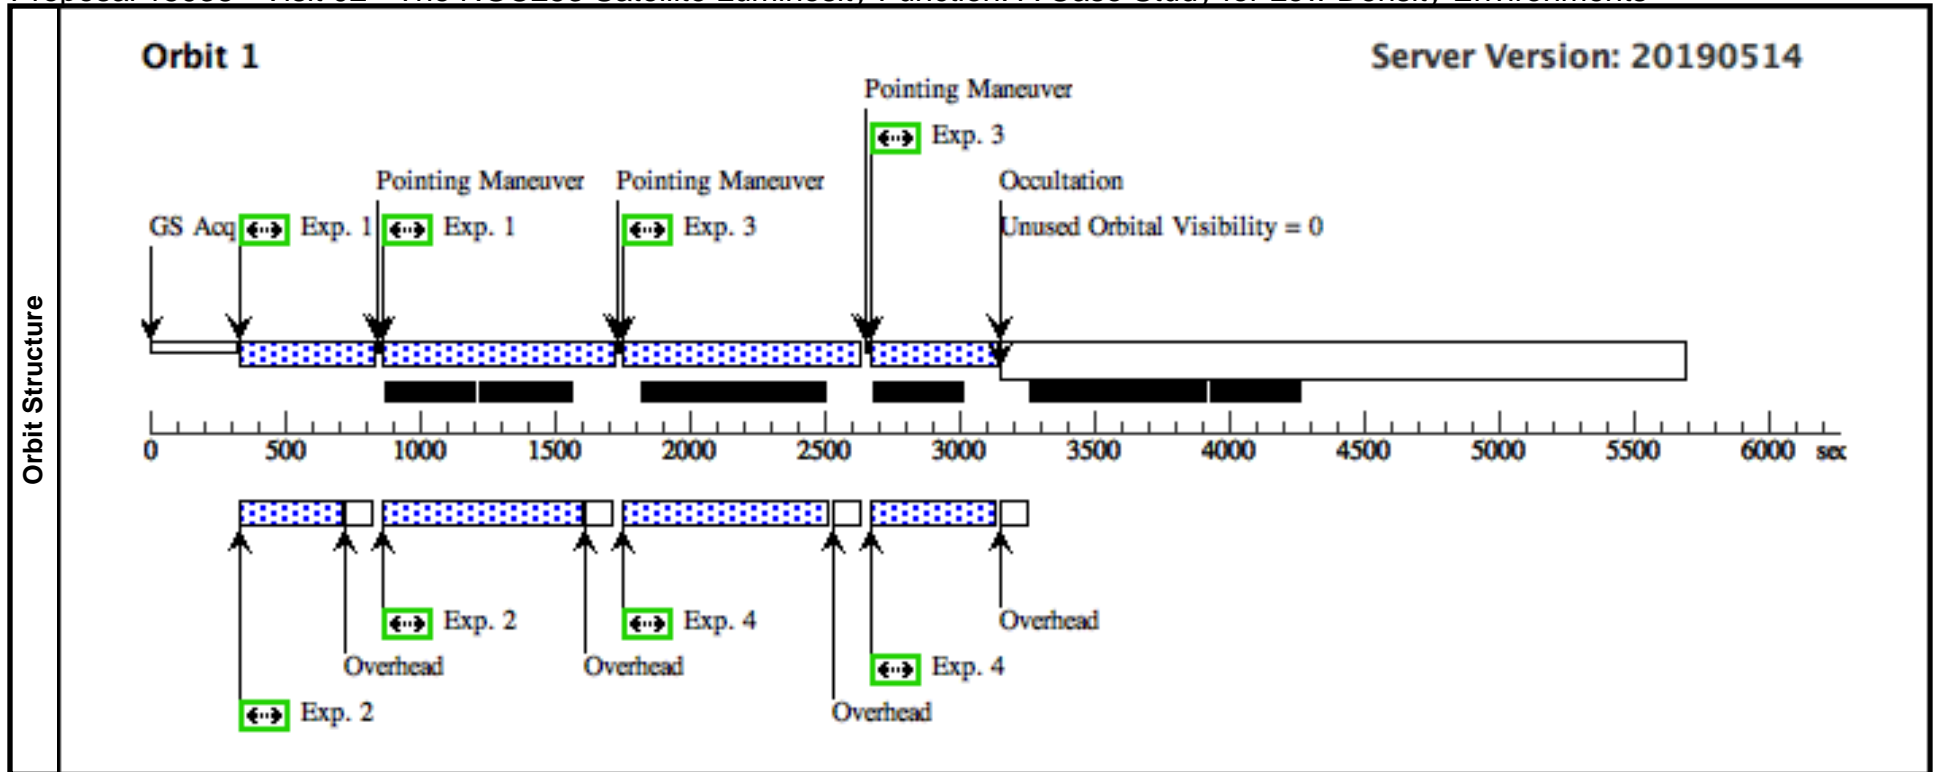 Orbit 1
Server Version: 20190514
Pointing Maneuver
Exp. 3
Pointing Maneuver Pointing Maneuver Occultation
GS Acq Exp. 1 Exp. 1 Exp. 3 Unused Orbital Visibility = 0
Orbit Structure
0 500 1000 1500 2000 2500 3000 3500 4000 4500 5000 5500 6000 sec
Exp. 2 Exp. 4 Overhead
Overhead Overhead Exp. 4
Exp. 2 Overhead